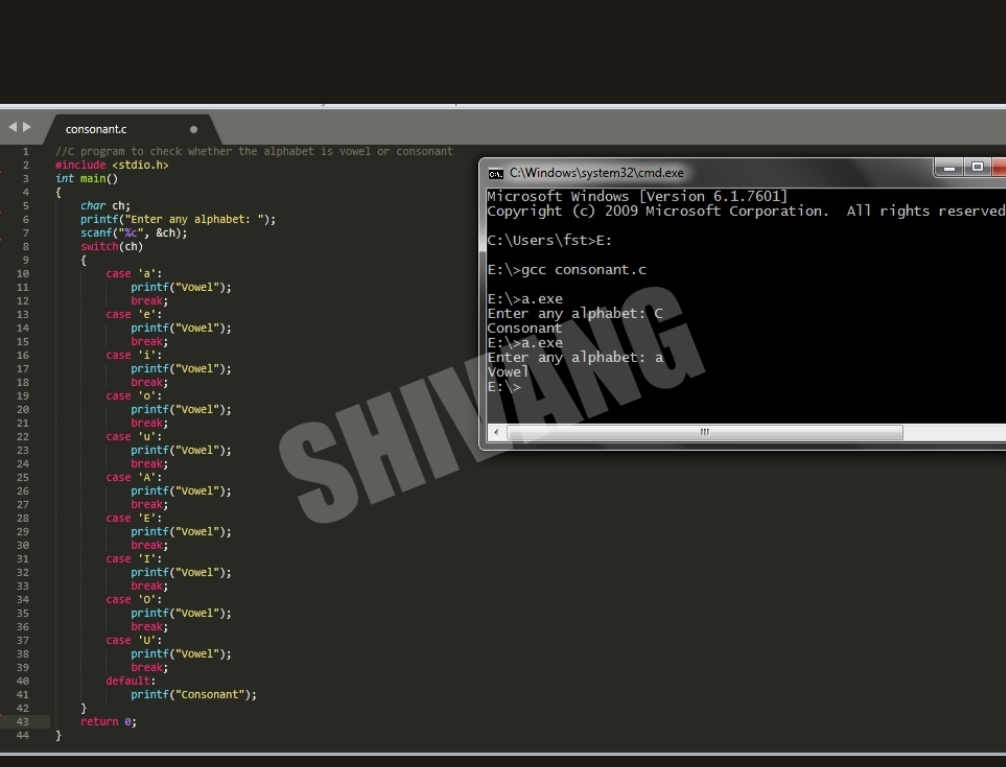 consonant.c
1 //C program to check whether the alphabet is vowel or consonant
2 #include <stdio.h>
3 int main()
4 {
5 char ch;
6 printf("Enter any alphabet: ");
7 scanf("%c", &ch);
8 switch(ch)
9 {
10 case 'a':
11 printf("Vowel");
12 break;
13 case 'e':
14 printf("Vowel");
15 break;
16 case 'i':
17 printf("Vowel");
18 break;
19 case 'o':
20 printf("Vowel");
21 break;
22 case 'u':
23 printf("Vowel");
24 break;
25 case 'A':
26 printf("Vowel");
27 break;
28 case 'E':
29 printf("Vowel");
30 break;
31 case 'I':
32 printf("Vowel");
33 break;
34 case 'O':
35 printf("Vowel");
36 break;
37 case 'U':
38 printf("Vowel");
39 break;
40 default:
41 printf("Consonant");
42 }
43 return 0;
44 }
C:\Windows\system32\cmd.exe
Microsoft Windows [Version 6.1.7601]
Copyright (c) 2009 Microsoft Corporation.  All rights reserved
C:\Users\fst>E:
E:\>gcc consonant.c
E:\>a.exe
Enter any alphabet: C
Consonant
E:\>a.exe
Enter any alphabet: a
Vowel
E:\>
SHIVANG